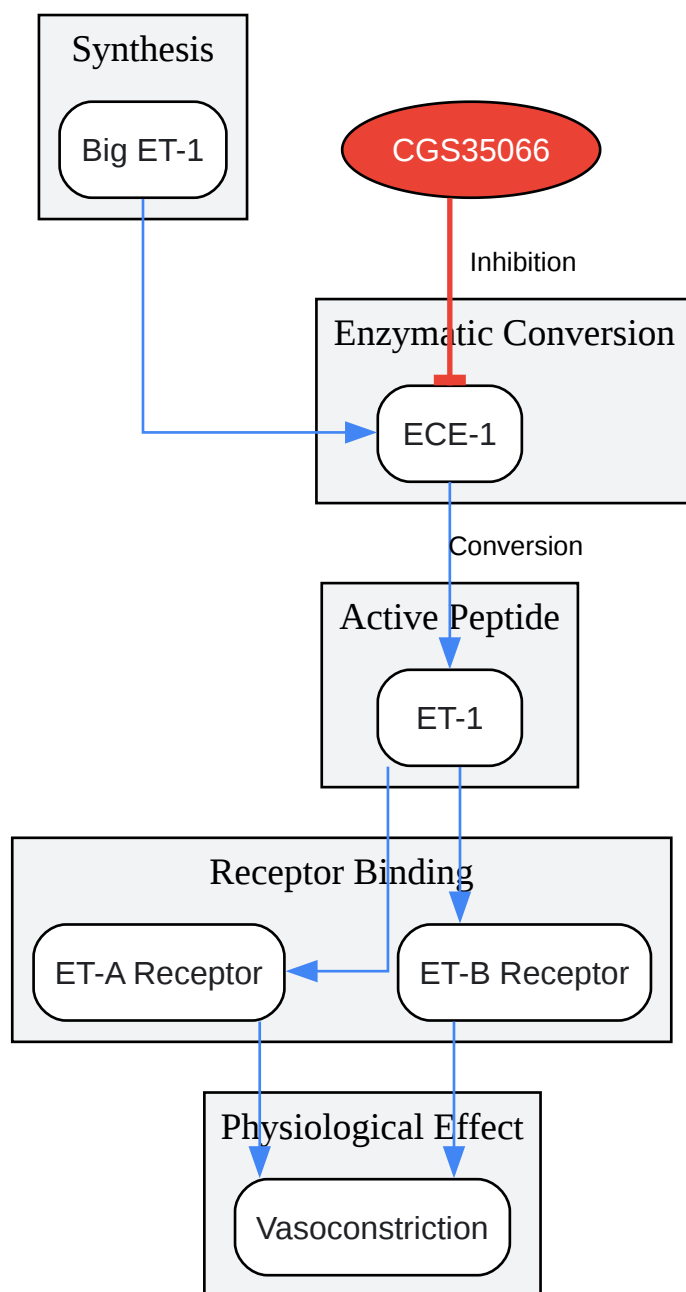 Synthesis
Big ET-1
CGS35066
Inhibition
Enzymatic Conversion
ECE-1
Conversion
Active Peptide
ET-1
Receptor Binding
ET-A Receptor
ET-B Receptor
Physiological Effect
Vasoconstriction